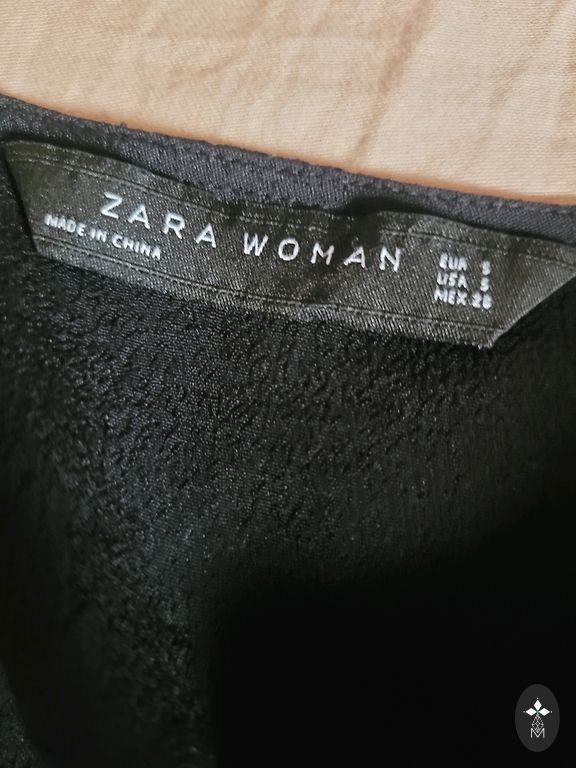 ZARA WOMAN
MADE IN CHINA
EUR S
USA S
MEX 26
M